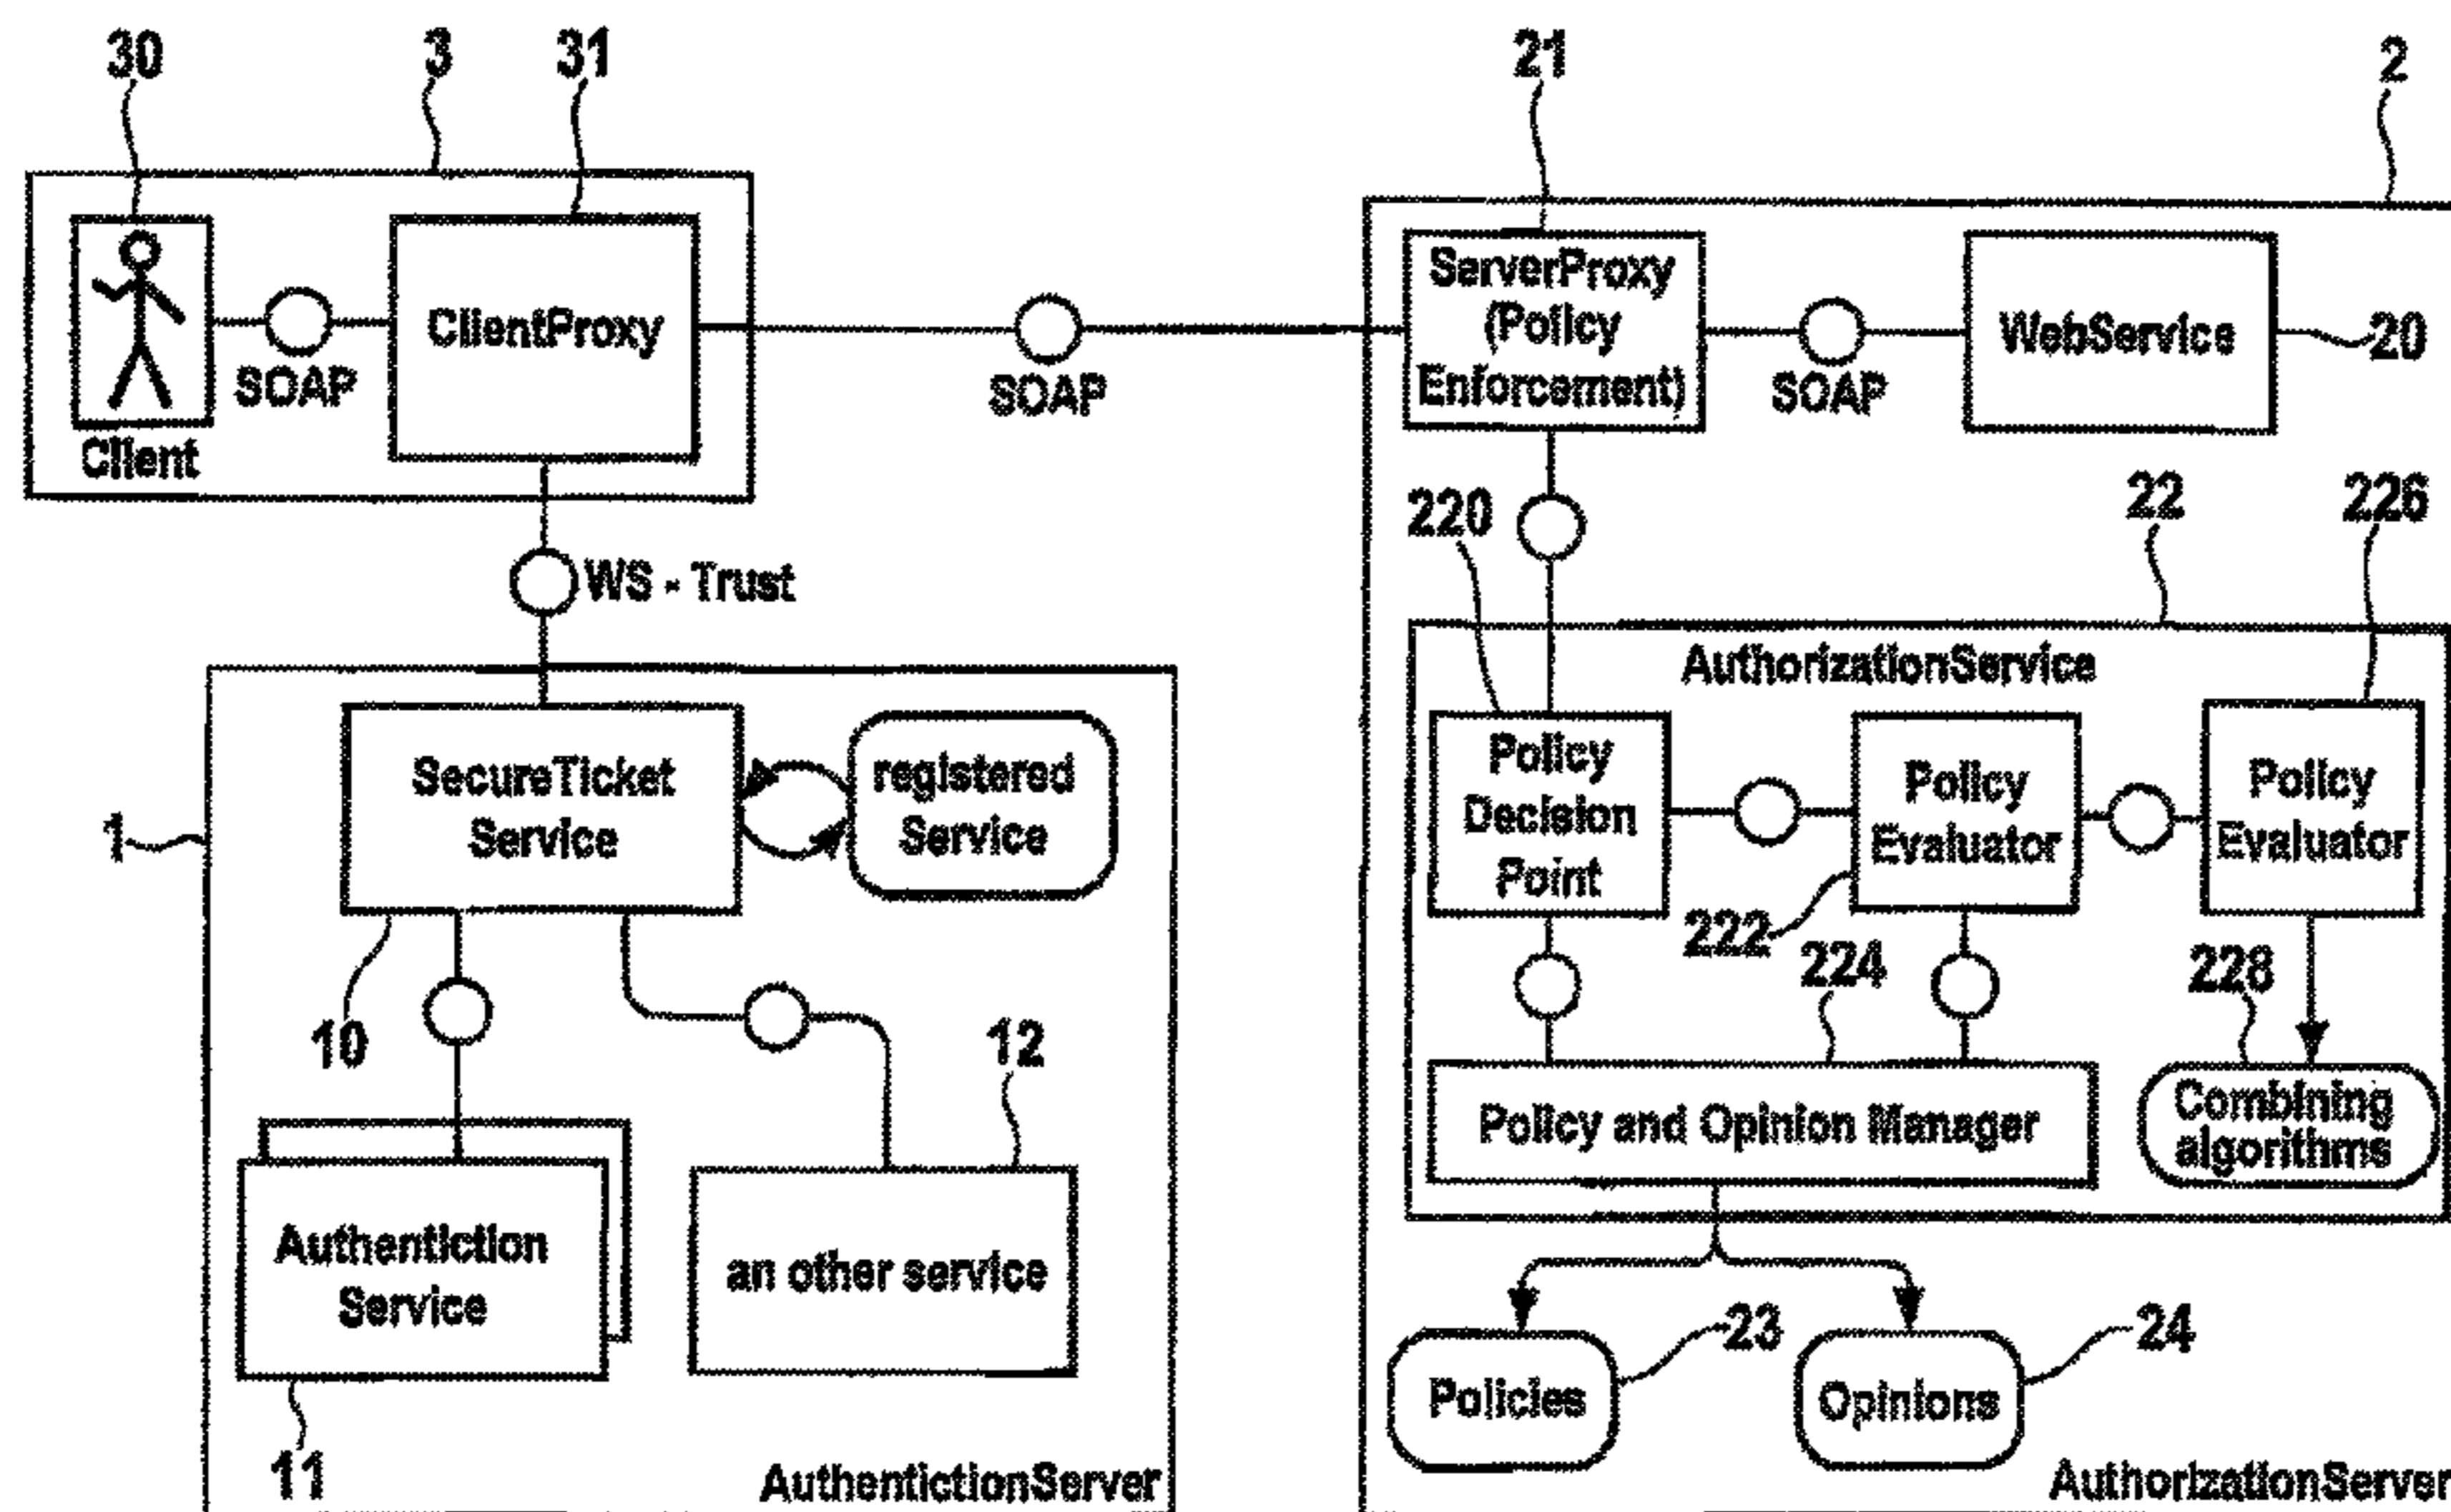 30
3
31
21
2
ClientProxy
SOAP
Client
SOAP
ServerProxy
(Policy
Enforcement)
SOAP
WebService
20
WS - Trust
220
22
226
AuthorizationService
1
SecureTicket
Service
registered
Service
Policy
Decision
Point
Policy
Evaluator
Policy
Evaluator
222
224
228
10
12
Policy and Opinion Manager
Combining
algorithms
Authentiction
Service
an other service
11
23
24
Policies
Opinions
AuthentictionServer
AuthorizationServer